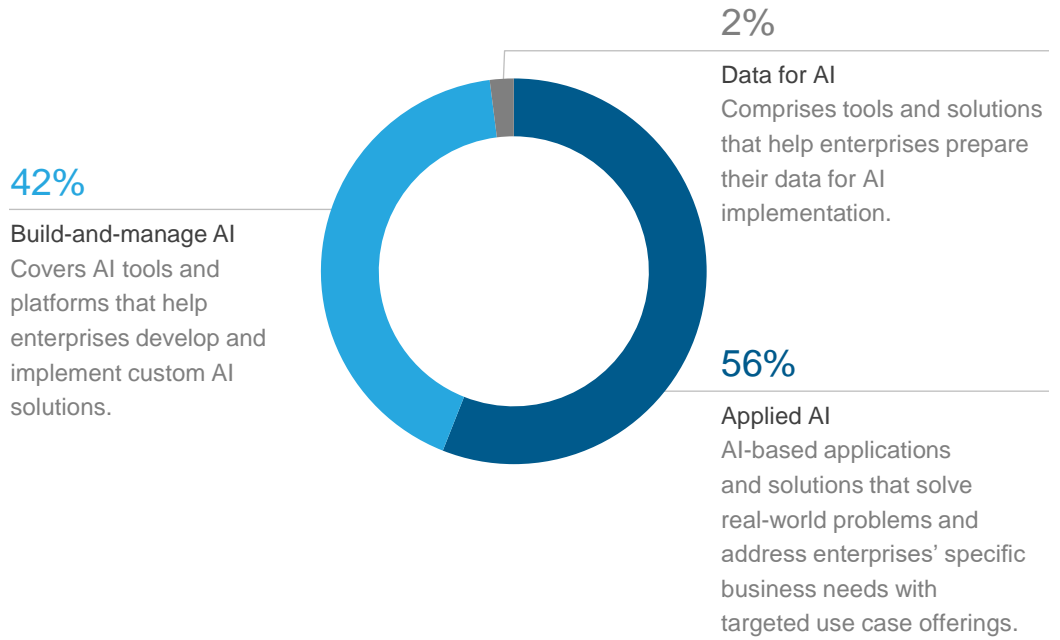 2%
Data for AI
Comprises tools and solutions
that help enterprises prepare
their data for AI
implementation.
42%
Build-and-manage AI
Covers AI tools and
platforms that help
enterprises develop and
implement custom AI
solutions.
56%
Applied AI
AI-based applications
and solutions that solve
real-world problems and
address enterprises’ specific
business needs with
targeted use case offerings.